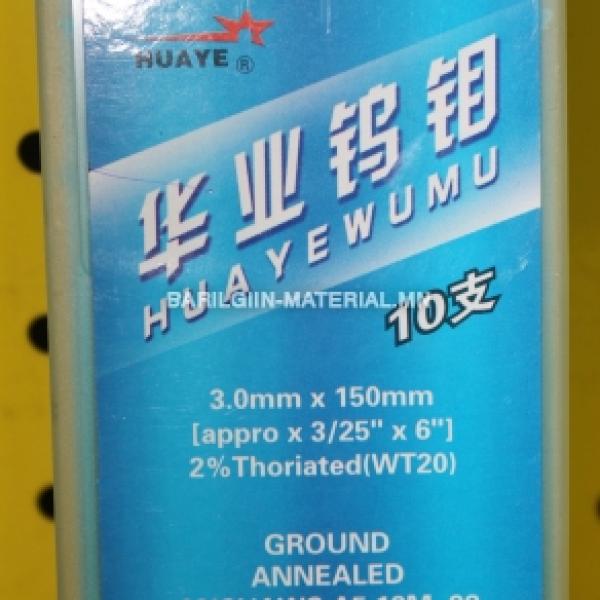 HUAYE ®
华业钨钼
HUAYEWUMU
BARILGIIN-MATERIAL.MN
10支
3.0mm x 150mm
[appro x 3/25" x 6"]
2%Thoriated(WT20)
GROUND
ANNEALED